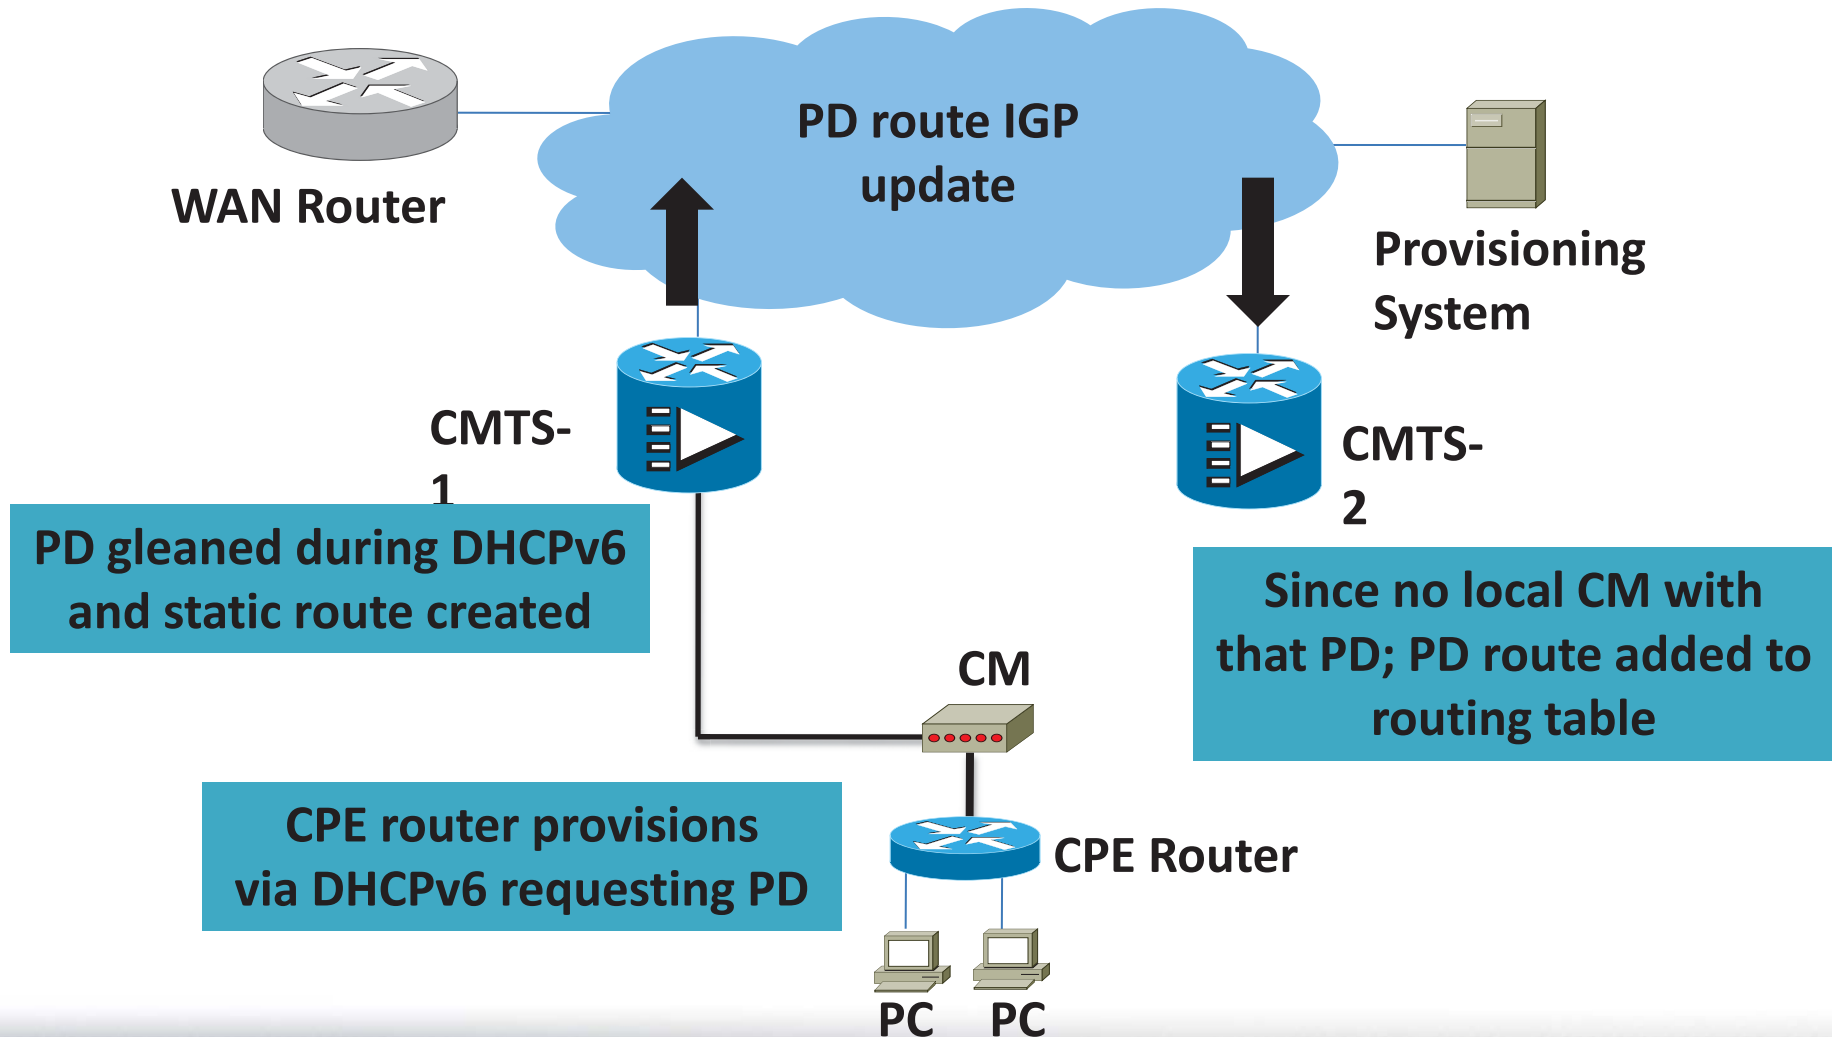 PD route IGP
update
WAN Router
Provisioning
System
CMTS-
1
CMTS-
2
PD gleaned during DHCPv6
and static route created
Since no local CM with
that PD; PD route added to
routing table
CM
CPE router provisions
via DHCPv6 requesting PD
CPE Router
PC
PC